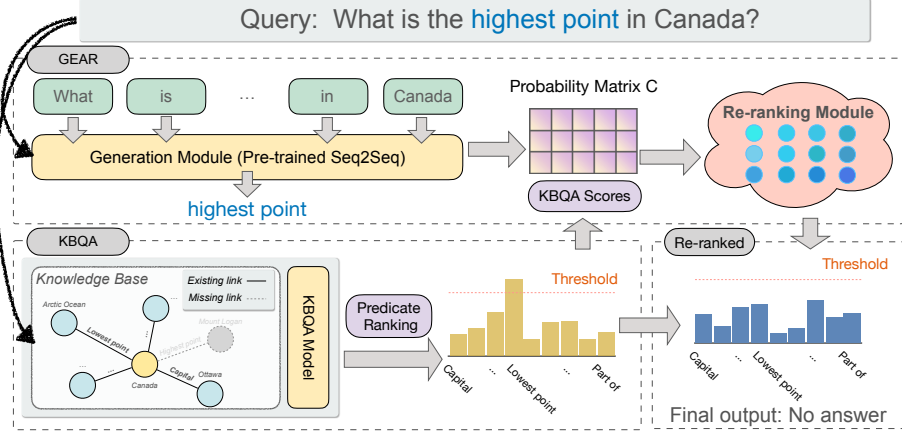 Query: What is the highest point in Canada?
GEAR
What
is
...
in
Canada
Generation Module (Pre-trained Seq2Seq)
highest point
Probability Matrix C
KBQA Scores
Re-ranking Module
KBQA
Knowledge Base
Existing link
Missing link
Arctic Ocean
Mount Logan
Lowest point
Highest point
Canada
Capital
Ottawa
...
...
...
KBQA Model
Predicate
Ranking
Threshold
Capital
...
Lowest point
...
Part of
Re-ranked
Threshold
Capital
...
Lowest point
...
Part of
Final output: No answer